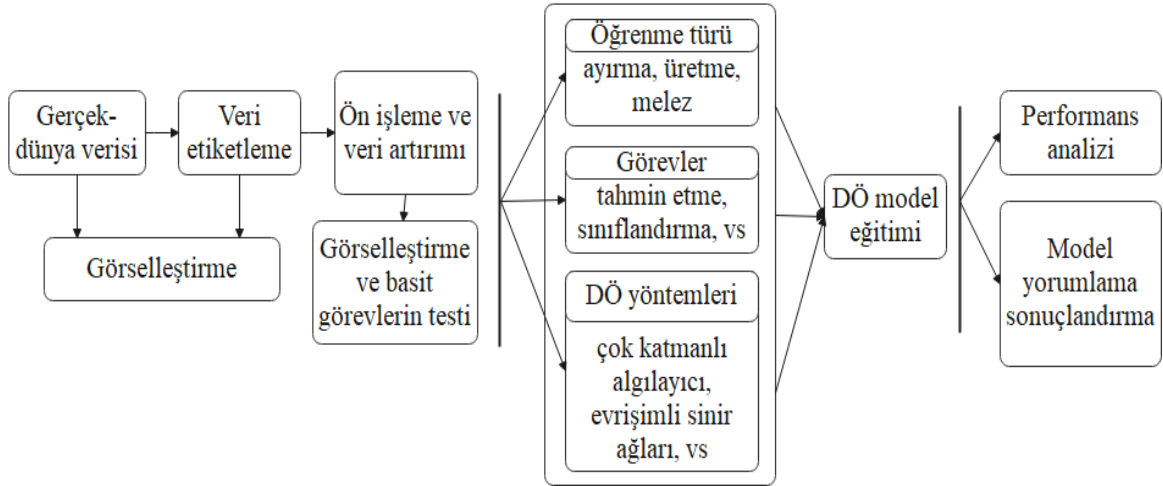 Gerçek-
dünya verisi
Veri
etiketleme
Görselleştirme
Ön işleme ve
veri artırımı
Görselleştirme
ve basit
görevlerin testi
Öğrenme türü
ayırma, üretme,
melez
Görevler
tahmin etme,
sınıflandırma, vs
DÖ yöntemleri
çok katmanlı
algılayıcı,
evrişimli sinir
ağları, vs
DÖ model
eğitimi
Performans
analizi
Model
yorumlama
sonuçlandırma